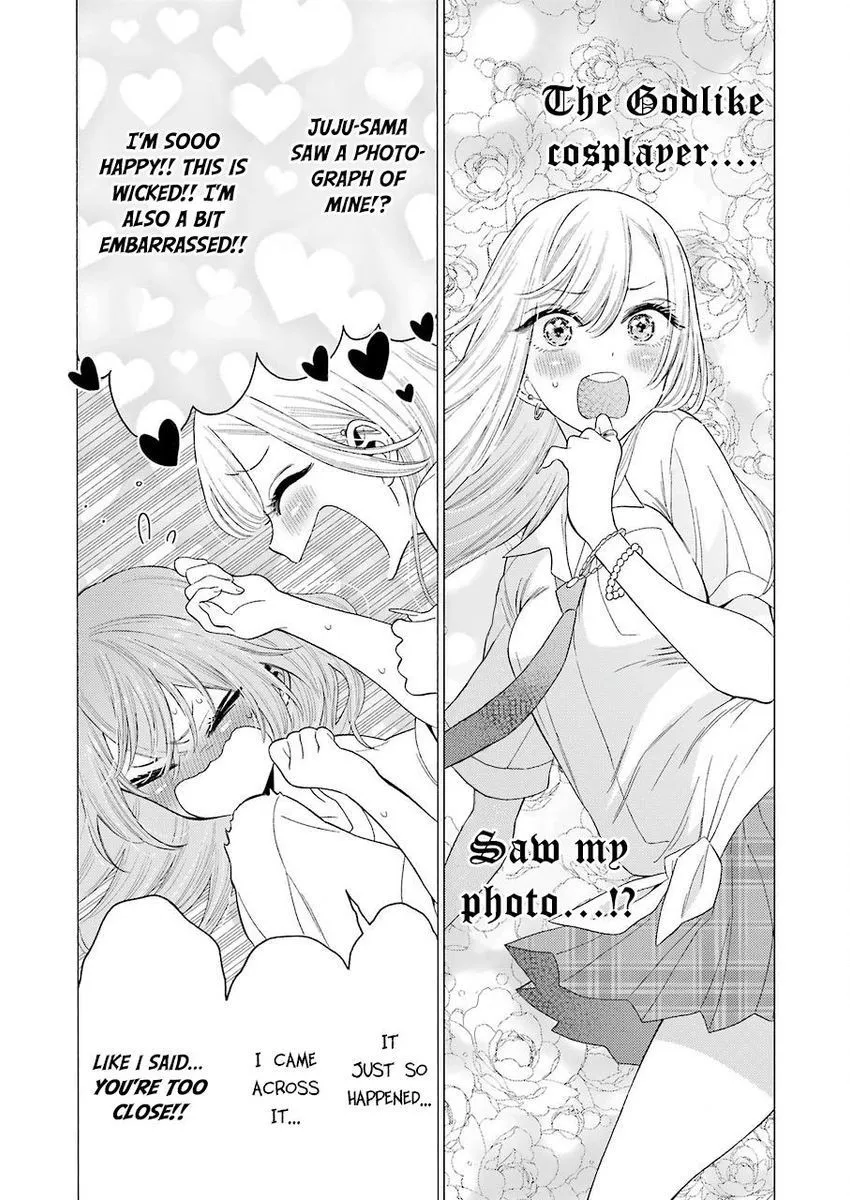 The Godlike
cosplayer....
Saw my
photo...!?
JUJU-SAMA
SAW A PHOTO-
GRAPH OF
MINE!?
I'M SOOO
HAPPY!! THIS IS
WICKED!! I'M
ALSO A BIT
EMBARRASSED!!
IT
JUST SO
HAPPENED...
I CAME
ACROSS
IT...
LIKE I SAID...
YOU'RE TOO
CLOSE!!